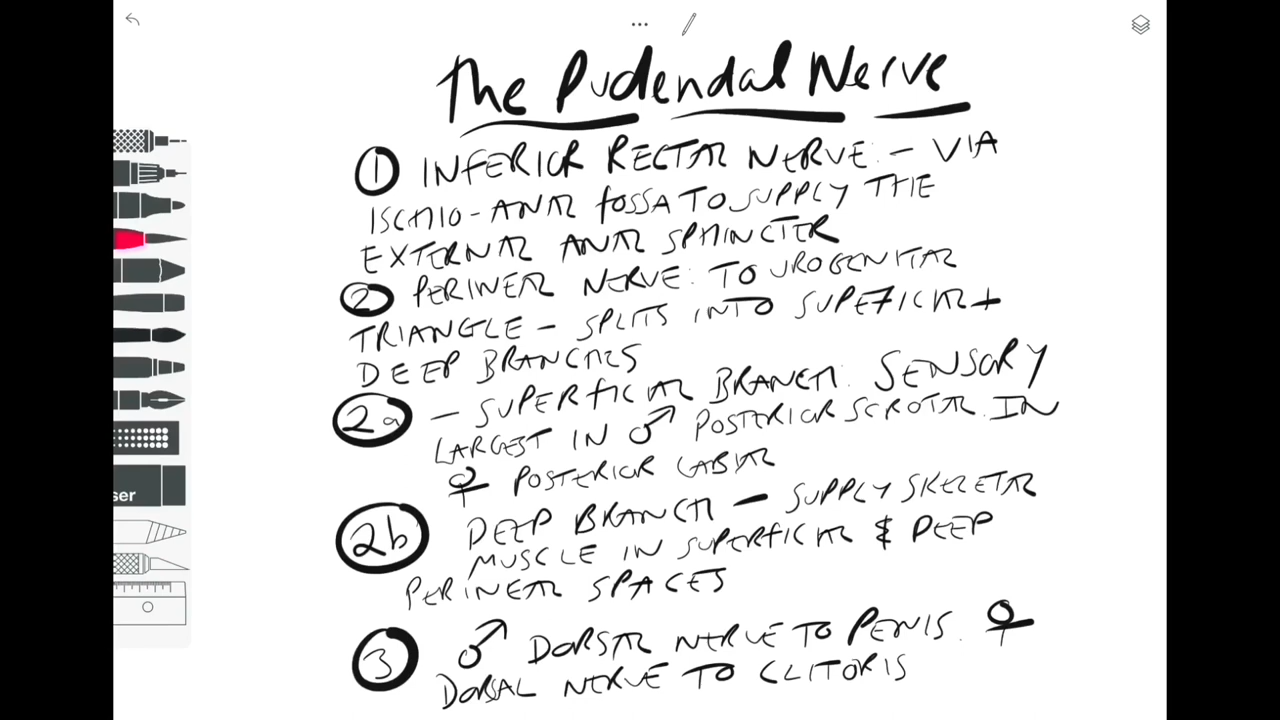 The Pudendal Nerve
① INFERIOR RECTAL NERVE: - VIA
ISCHIO-ANAL FOSSA TO SUPPLY THE
EXTERNAL ANAL SPHINCTER
② PERINEAL NERVE: TO UROGENITAL
TRIANGLE - SPLITS INTO SUPEFICIAL +
DEEP BRANCHES
2a - SUPERFICIAL BRANCH: SENSORY
LARGEST IN ♂ POSTERIOR SCROTAL. IN
♀ POSTERIOR LABIAL
2b DEEP BRANCH - SUPPLY SKELETAL
MUSCLE IN SUPERFICIAL & DEEP
PERINEAL SPACES
③ ♂ DORSAL NERVE TO PENIS. ♀
DORSAL NERVE TO CLITORIS
ser